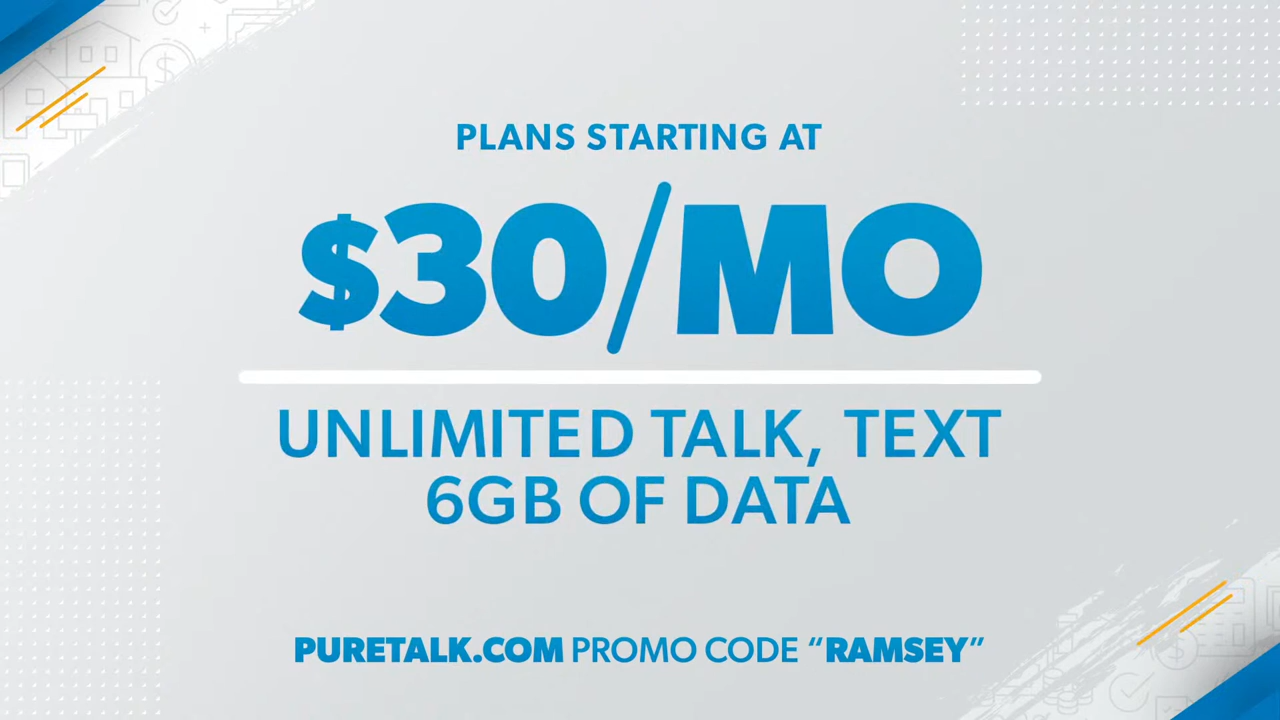 PLANS STARTING AT
$30/MO
UNLIMITED TALK, TEXT
6GB OF DATA
PURETALK.COM PROMO CODE “RAMSEY”